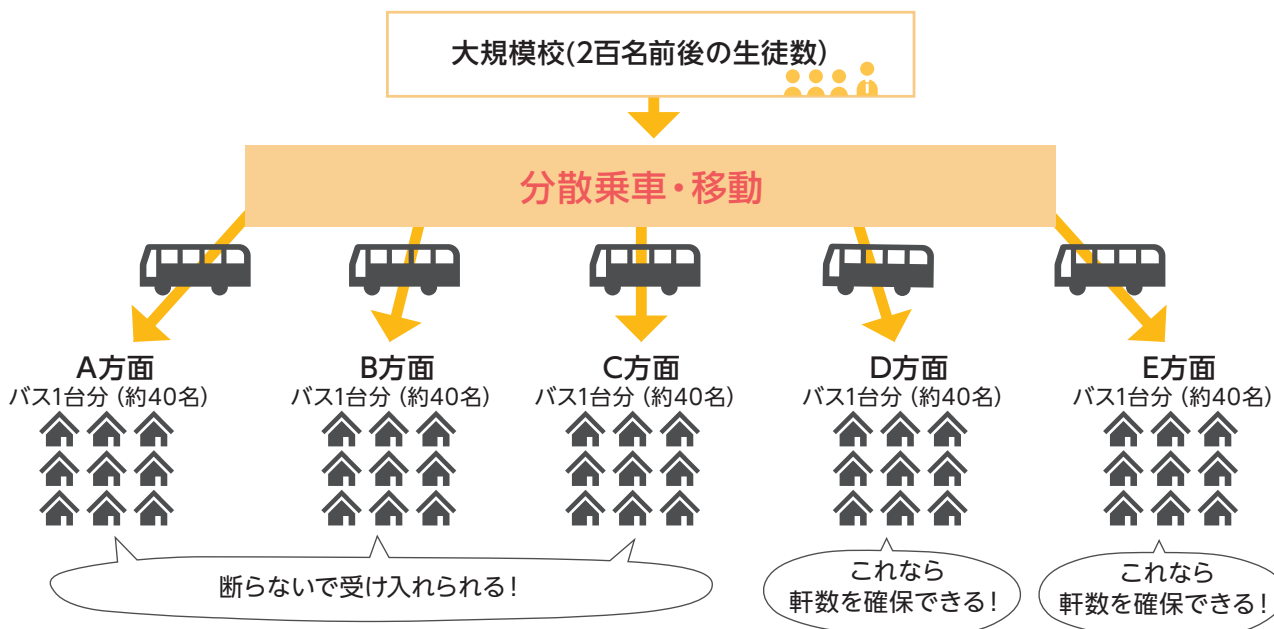 大規模校(2百名前後の生徒数)
分散乗車・移動
A方面
バス1台分（約40名）
B方面
バス1台分（約40名）
C方面
バス1台分（約40名）
D方面
バス1台分（約40名）
E方面
バス1台分（約40名）
断らないで受け入れられる！
これなら
軒数を確保できる！
これなら
軒数を確保できる！